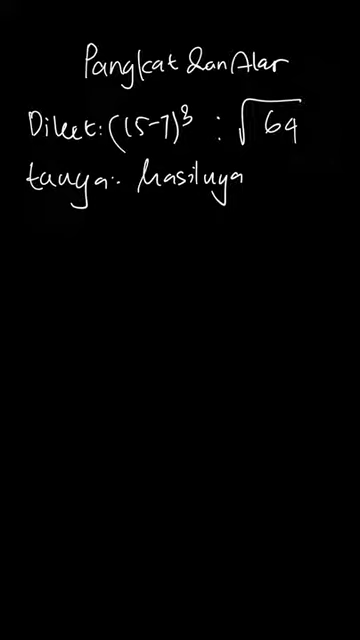 Pangkat dan Akar
Diket: (15-7)³ : √64
tanya: hasilnya